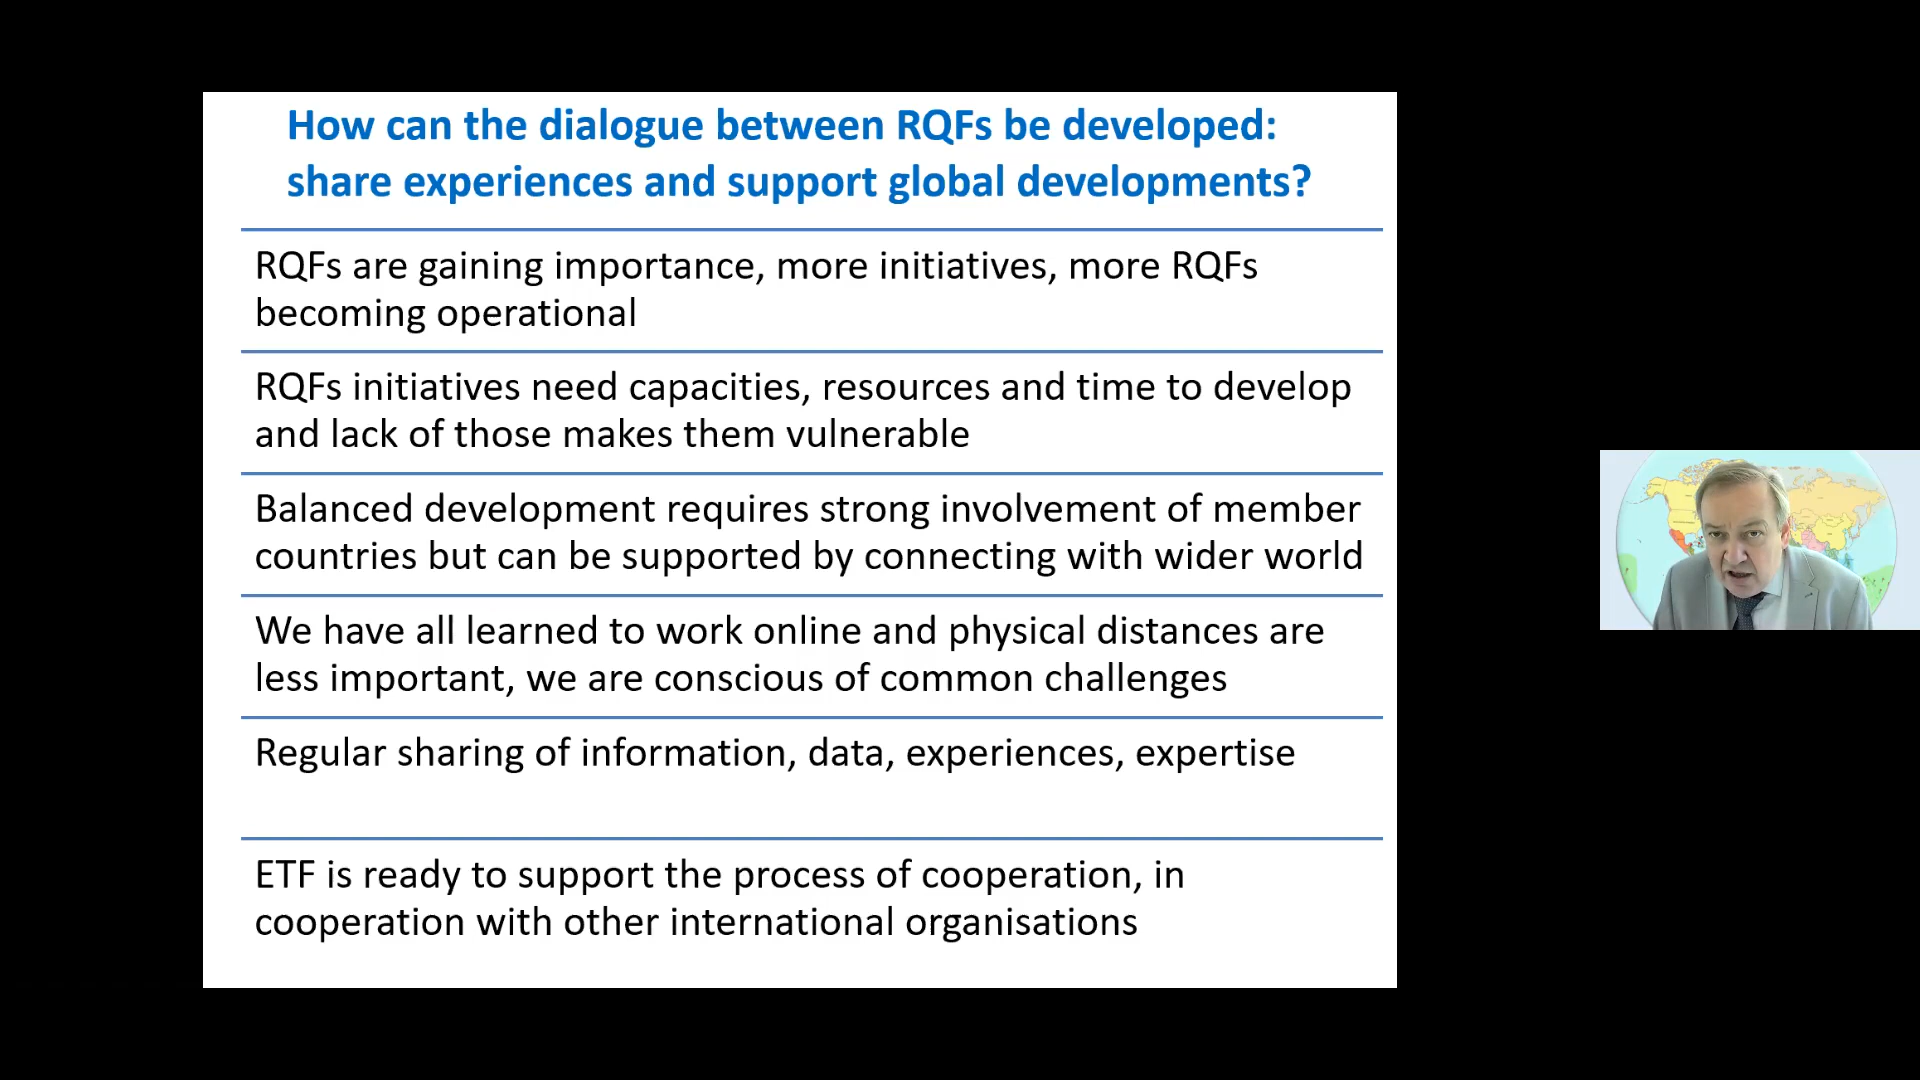 How can the dialogue between RQFs be developed:
share experiences and support global developments?
RQFs are gaining importance, more initiatives, more RQFs
becoming operational
RQFs initiatives need capacities, resources and time to develop
and lack of those makes them vulnerable
Balanced development requires strong involvement of member
countries but can be supported by connecting with wider world
We have all learned to work online and physical distances are
less important, we are conscious of common challenges
Regular sharing of information, data, experiences, expertise
ETF is ready to support the process of cooperation, in
cooperation with other international organisations